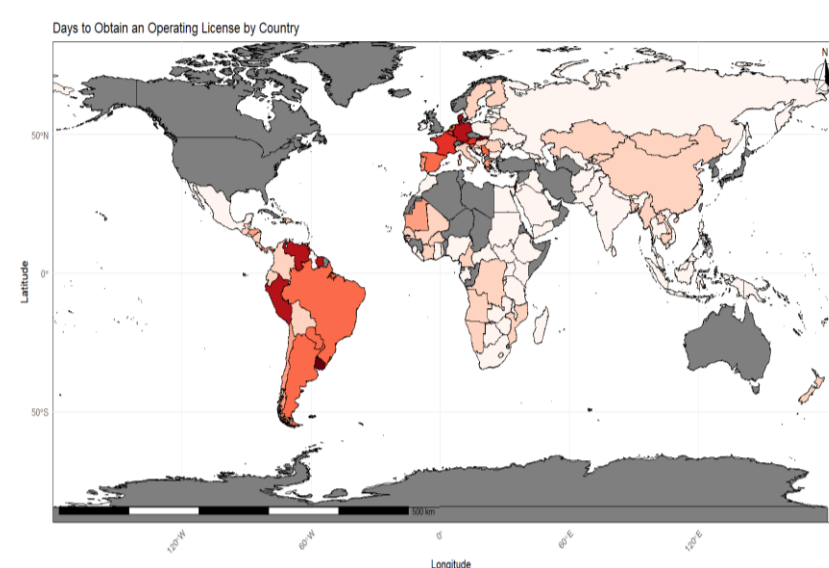 Days to Obtain an Operating License by Country
N
50°N
0°
50°S
Latitude
500 km
120°W
60°W
0°
60°E
120°E
Longitude